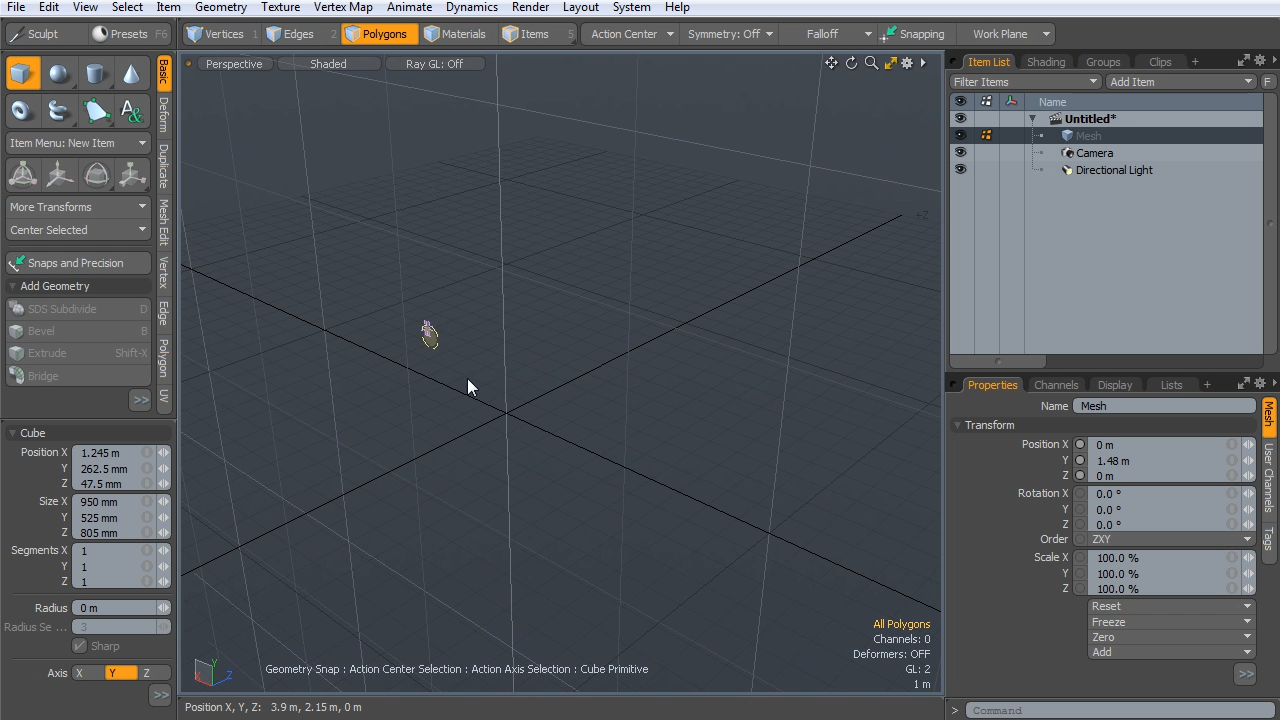 File Edit View Select Item Geometry Texture Vertex Map Animate Dynamics Render Layout System Help
Sculpt Presets F6 Vertices 1 Edges 2 Polygons Materials Items 5 Action Center Symmetry: Off Falloff Snapping Work Plane
Perspective Shaded Ray GL: Off
Basic
Deform
Duplicate
Mesh Edit
Vertex
Edge
Polygon
UV
Item Menu: New Item
More Transforms
Center Selected
Snaps and Precision
Add Geometry
SDS Subdivide D
Bevel B
Extrude Shift-X
Bridge
>>
Cube
Position X 1.245 m
Y 262.5 mm
Z 47.5 mm
Size X 950 mm
Y 525 mm
Z 805 mm
Segments X 1
Y 1
Z 1
Radius 0 m
Radius Se ... 3
Sharp
Axis X Y Z
>>
+Z
All Polygons
Channels: 0
Deformers: OFF
GL: 2
1 m
Geometry Snap : Action Center Selection : Action Axis Selection : Cube Primitive
X Y Z
Position X, Y, Z: 3.9 m, 2.15 m, 0 m
Item List Shading Groups Clips +
Filter Items Add Item F
Name
Untitled*
Mesh
Camera
Directional Light
Properties Channels Display Lists +
Name Mesh
Transform
Position X 0 m
Y 1.48 m
Z 0 m
Rotation X 0.0 °
Y 0.0 °
Z 0.0 °
Order ZXY
Scale X 100.0 %
Y 100.0 %
Z 100.0 %
Reset
Freeze
Zero
Add
>>
Mesh
User Channels
Tags
> Command